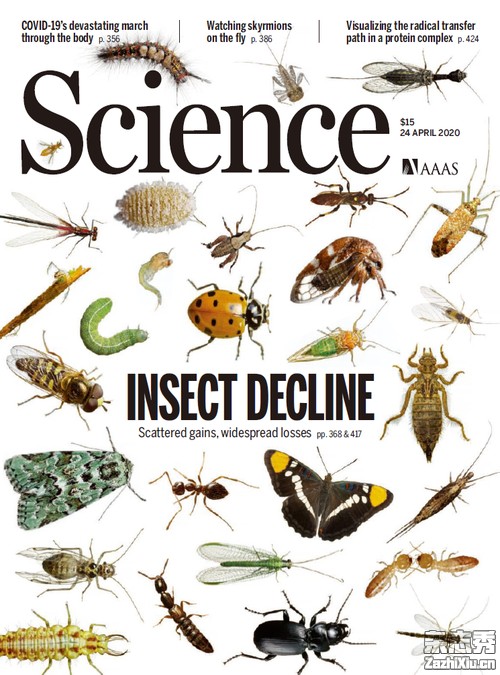 COVID-19's devastating march
through the body p. 356
Watching skyrmions
on the fly p. 386
Visualizing the radical transfer
path in a protein complex p. 424
Science
$15
24 APRIL 2020
AAAS
INSECT DECLINE
Scattered gains, widespread losses pp. 368 & 417
杂志秀
ZaZhiXiu.cn